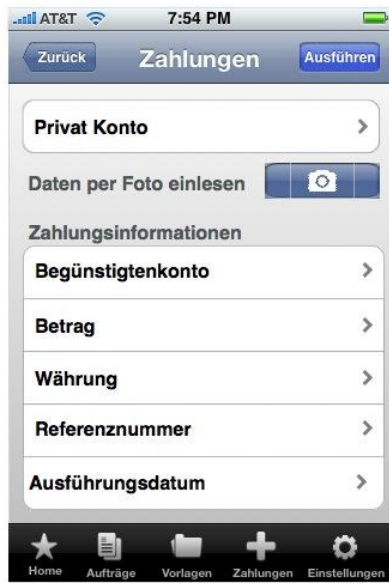 AT&T 7:54 PM
Zurück Zahlungen Ausführen
Privat Konto
Daten per Foto einlesen
Zahlungsinformationen
Begünstigtenkonto
Betrag
Währung
Referenznummer
Ausführungsdatum
Home Aufträge Vorlagen Zahlungen Einstellungen